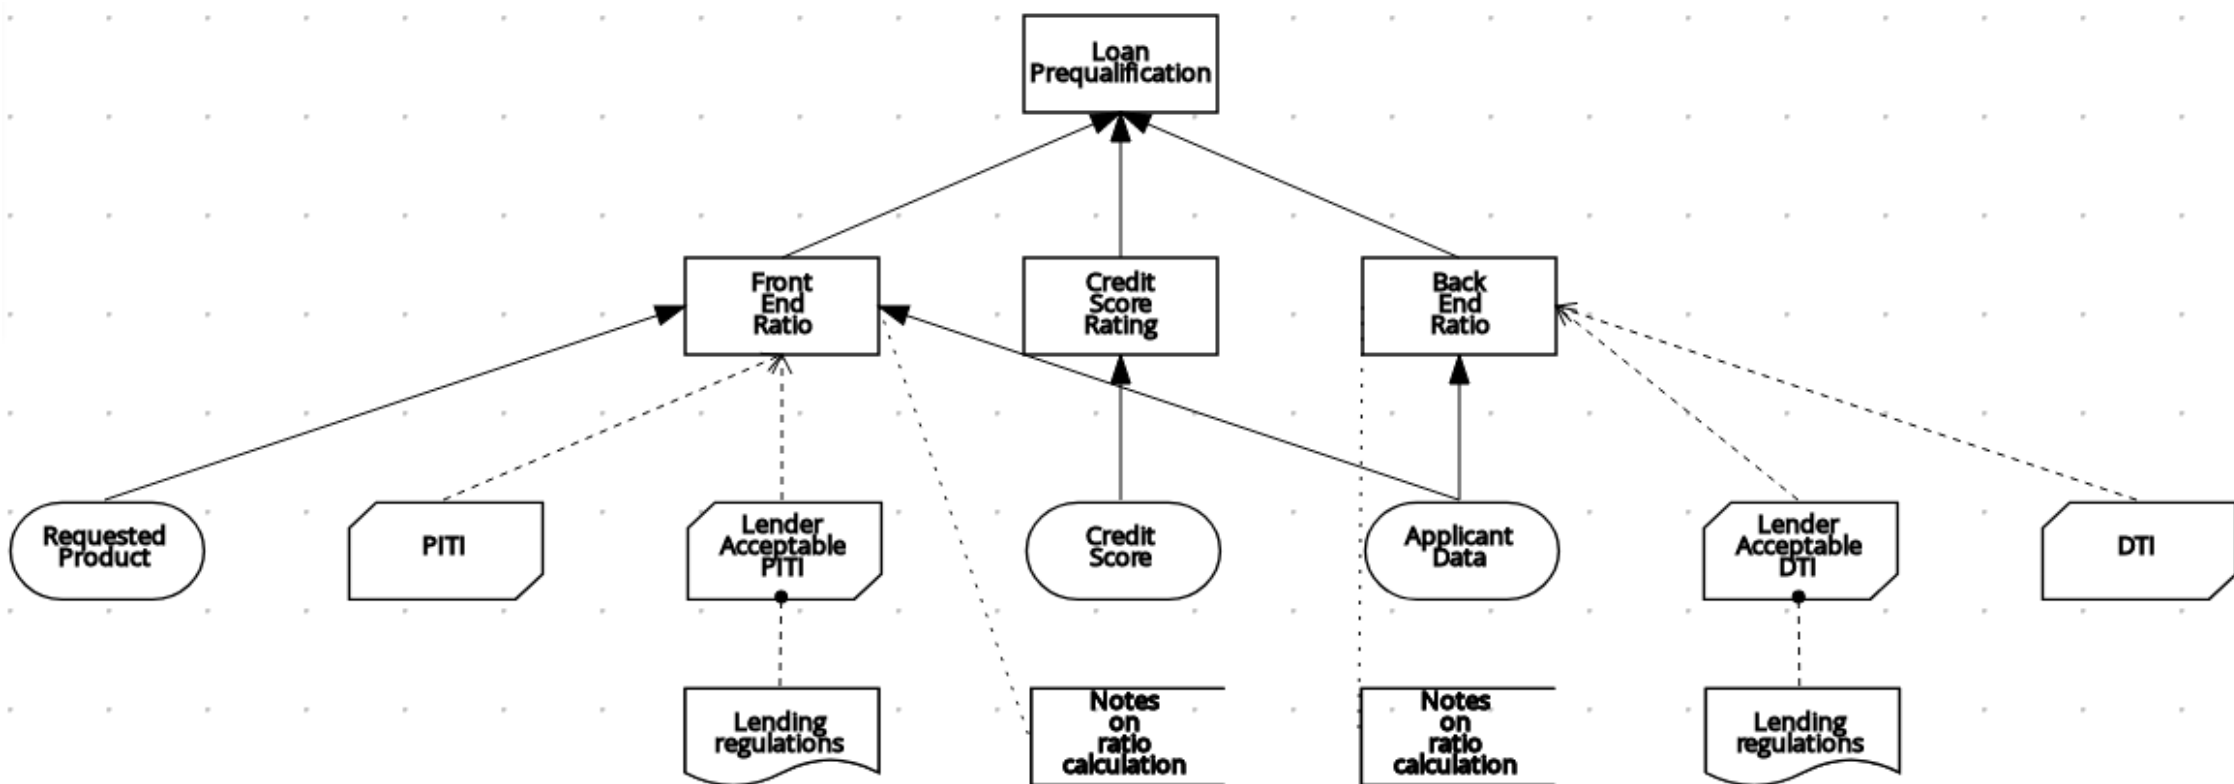 Loan
Prequalification
Front
End
Ratio
Credit
Score
Rating
Back
End
Ratio
Requested
Product
PITI
Lender
Acceptable
PITI
Credit
Score
Applicant
Data
Lender
Acceptable
DTI
DTI
Lending
regulations
Notes
on
ratio
calculation
Notes
on
ratio
calculation
Lending
regulations